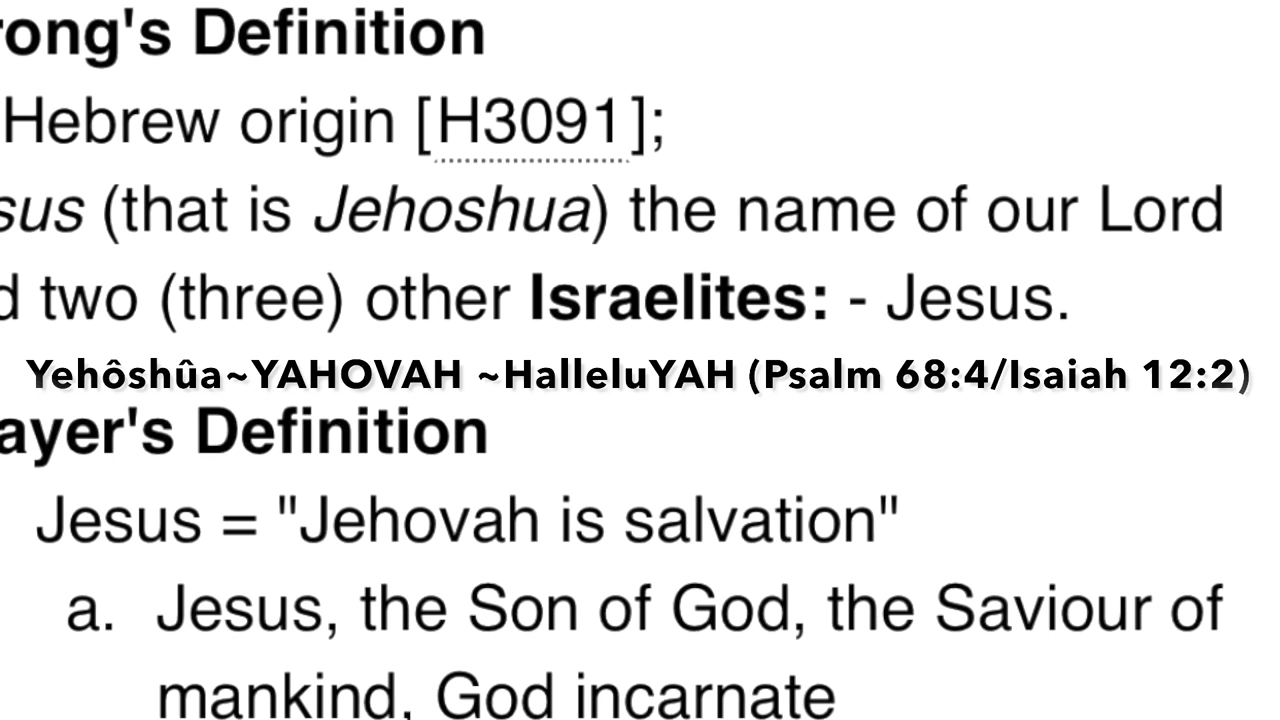 rong's Definition
Hebrew origin [H3091];
sus (that is Jehoshua) the name of our Lord
d two (three) other Israelites: - Jesus.
Yehôshûa~YAHOVAH ~HalleluYAH (Psalm 68:4/Isaiah 12:2)
ayer's Definition
Jesus = "Jehovah is salvation"
a. Jesus, the Son of God, the Saviour of
mankind, God incarnate